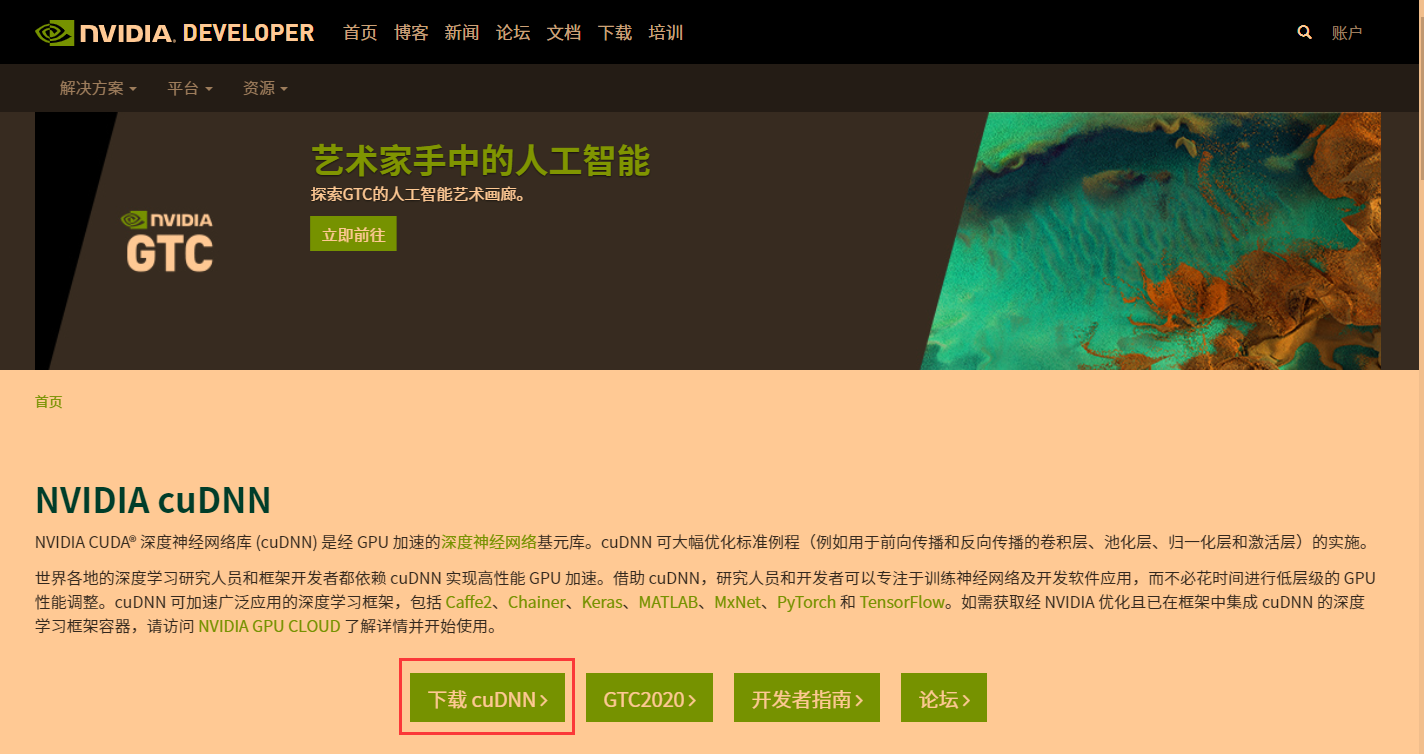 NVIDIA. DEVELOPER 首页 博客 新闻 论坛 文档 下载 培训 账户
解决方案 平台 资源
艺术家手中的人工智能
探索GTC的人工智能艺术画廊。
立即前往
NVIDIA
GTC
首页
NVIDIA cuDNN
NVIDIA CUDA® 深度神经网络库 (cuDNN) 是经 GPU 加速的深度神经网络基元库。cuDNN 可大幅优化标准例程（例如用于前向传播和反向传播的卷积层、池化层、归一化层和激活层）的实施。
世界各地的深度学习研究人员和框架开发者都依赖 cuDNN 实现高性能 GPU 加速。借助 cuDNN，研究人员和开发者可以专注于训练神经网络及开发软件应用，而不必花时间进行低层级的 GPU
性能调整。cuDNN 可加速广泛应用的深度学习框架，包括 Caffe2、Chainer、Keras、MATLAB、MxNet、PyTorch 和 TensorFlow。如需获取经 NVIDIA 优化且已在框架中集成 cuDNN 的深度
学习框架容器，请访问 NVIDIA GPU CLOUD 了解详情并开始使用。
下载 cuDNN GTC2020 开发者指南 论坛